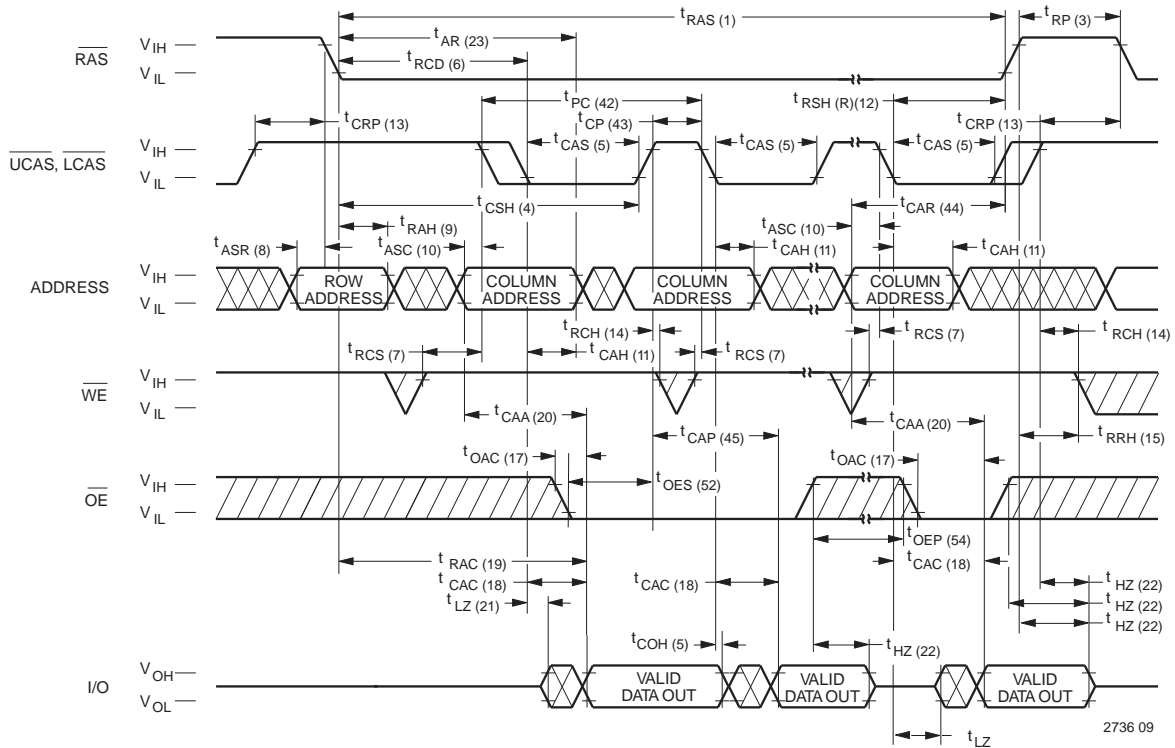 t RAS (1)
t RP (3)
t AR (23)
RAS
V IH
V IL
t RCD (6)
t PC (42)
t RSH (R)(12)
t CRP (13)
t CP (43)
t CRP (13)
UCAS, LCAS
V IH
V IL
t CAS (5)
t CAS (5)
t CAS (5)
t CSH (4)
t CAR (44)
t RAH (9)
t ASC (10)
t ASR (8)
t ASC (10)
t CAH (11)
t CAH (11)
ADDRESS
V IH
V IL
ROW
ADDRESS
COLUMN
ADDRESS
COLUMN
ADDRESS
COLUMN
ADDRESS
t RCH (14)
t RCS (7)
t RCH (14)
t RCS (7)
t CAH (11)
t RCS (7)
WE
V IH
V IL
t CAA (20)
t CAP (45)
t CAA (20)
t RRH (15)
t OAC (17)
t OAC (17)
t OES (52)
OE
V IH
V IL
t OEP (54)
t RAC (19)
t CAC (18)
t CAC (18)
t CAC (18)
t HZ (22)
t LZ (21)
t HZ (22)
t HZ (22)
t COH (5)
t HZ (22)
I/O
V OH
V OL
VALID
DATA OUT
VALID
DATA OUT
VALID
DATA OUT
t LZ
2736 09